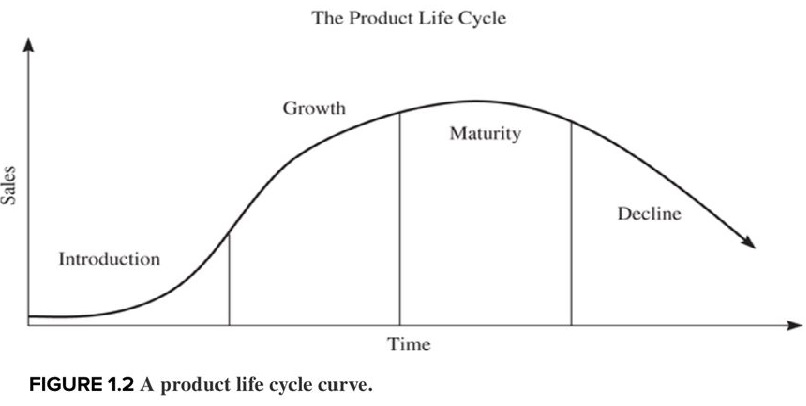 The Product Life Cycle
Growth
Maturity
Sales
Decline
Introduction
Time
FIGURE 1.2 A product life cycle curve.